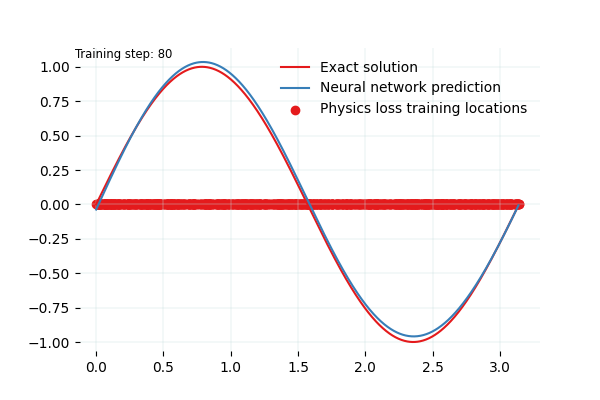 Training step: 80
Exact solution
Neural network prediction
Physics loss training locations
1.00
0.75
0.50
0.25
0.00
−0.25
−0.50
−0.75
−1.00
0.0 0.5 1.0 1.5 2.0 2.5 3.0